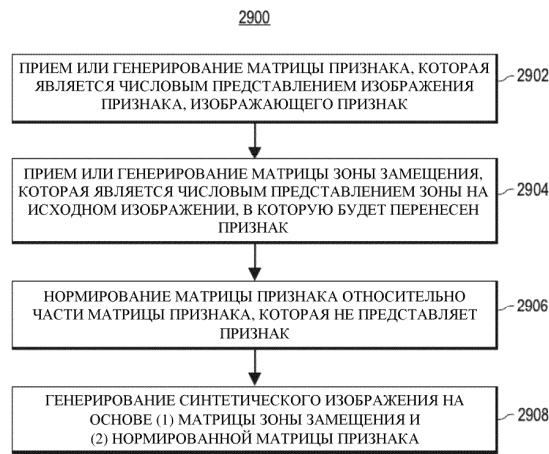 2900
ПРИЕМ ИЛИ ГЕНЕРИРОВАНИЕ МАТРИЦЫ ПРИЗНАКА, КОТОРАЯ
ЯВЛЯЕТСЯ ЧИСЛОВЫМ ПРЕДСТАВЛЕНИЕМ ИЗОБРАЖЕНИЯ
ПРИЗНАКА, ИЗОБРАЖАЮЩЕГО ПРИЗНАК
2902
ПРИЕМ ИЛИ ГЕНЕРИРОВАНИЕ МАТРИЦЫ ЗОНЫ ЗАМЕЩЕНИЯ,
КОТОРАЯ ЯВЛЯЕТСЯ ЧИСЛОВЫМ ПРЕДСТАВЛЕНИЕМ ЗОНЫ НА
ИСХОДНОМ ИЗОБРАЖЕНИИ, В КОТОРУЮ БУДЕТ ПЕРЕНЕСЕН
ПРИЗНАК
2904
НОРМИРОВАНИЕ МАТРИЦЫ ПРИЗНАКА ОТНОСИТЕЛЬНО
ЧАСТИ МАТРИЦЫ ПРИЗНАКА, КОТОРАЯ НЕ ПРЕДСТАВЛЯЕТ
ПРИЗНАК
2906
ГЕНЕРИРОВАНИЕ СИНТЕТИЧЕСКОГО ИЗОБРАЖЕНИЯ НА
ОСНОВЕ (1) МАТРИЦЫ ЗОНЫ ЗАМЕЩЕНИЯ И
(2) НОРМИРОВАННОЙ МАТРИЦЫ ПРИЗНАКА
2908